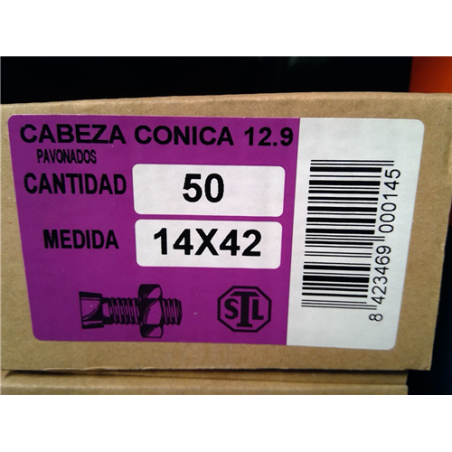 CABEZA CONICA 12.9
PAVONADOS
CANTIDAD 50
MEDIDA 14X42
STL
8 423469 000145